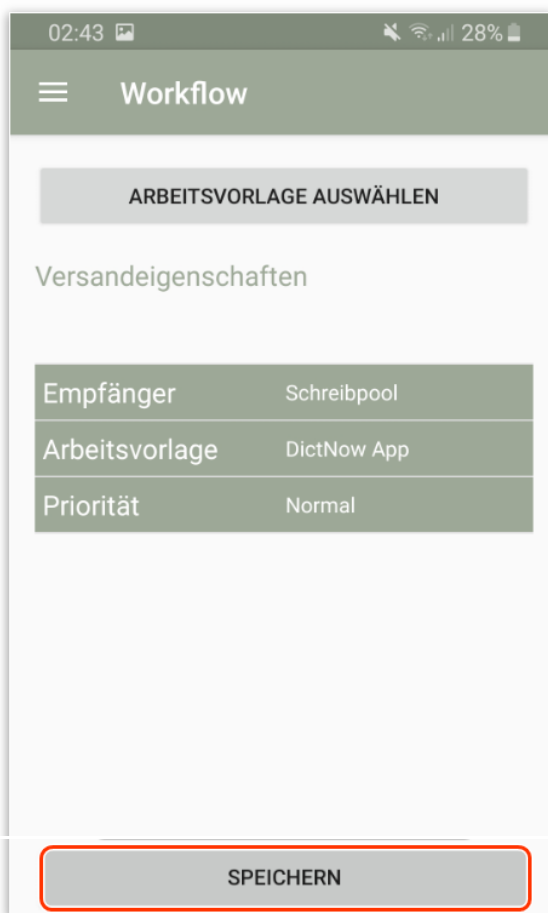 02:43 28%
Workflow
ARBEITSVORLAGE AUSWÄHLEN
Versandeigenschaften
Empfänger Schreibpool
Arbeitsvorlage DictNow App
Priorität Normal
SPEICHERN